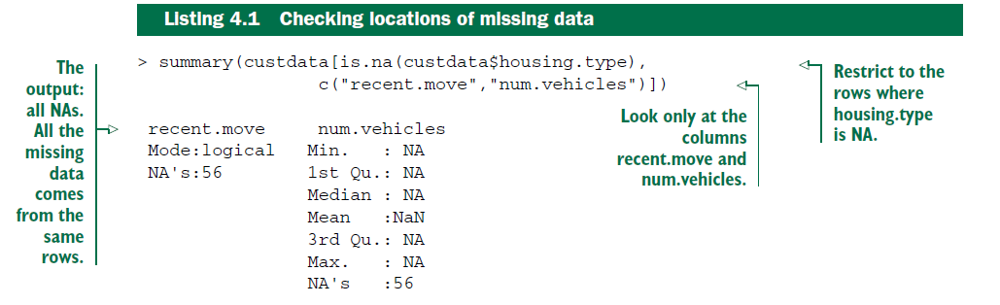 Listing 4.1 Checking locations of missing data
> summary(custdata[is.na(custdata$housing.type),
c("recent.move","num.vehicles")])
Restrict to the
rows where
housing.type
is NA.
Look only at the
columns
recent.move and
num.vehicles.
The
output:
all NAs.
All the
missing
data
comes
from the
same
rows.
recent.move num.vehicles
Mode:logical Min. : NA
NA's:56 1st Qu.: NA
Median : NA
Mean :NaN
3rd Qu.: NA
Max. : NA
NA's :56